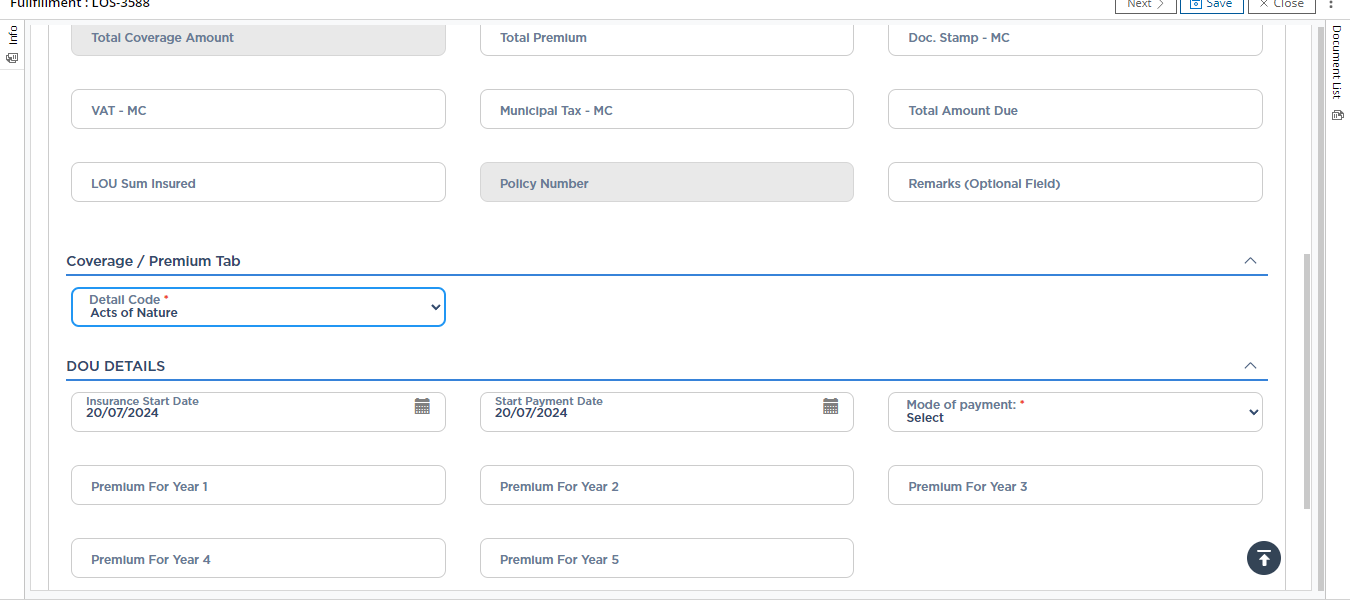 Fullfillment : LOS-3588
Next
Save
Close
Info
Document List
Total Coverage Amount
Total Premium
Doc. Stamp - MC
VAT - MC
Municipal Tax - MC
Total Amount Due
LOU Sum Insured
Policy Number
Remarks (Optional Field)
Coverage / Premium Tab
Detail Code *
Acts of Nature
DOU DETAILS
Insurance Start Date
20/07/2024
Start Payment Date
20/07/2024
Mode of payment: *
Select
Premium For Year 1
Premium For Year 2
Premium For Year 3
Premium For Year 4
Premium For Year 5